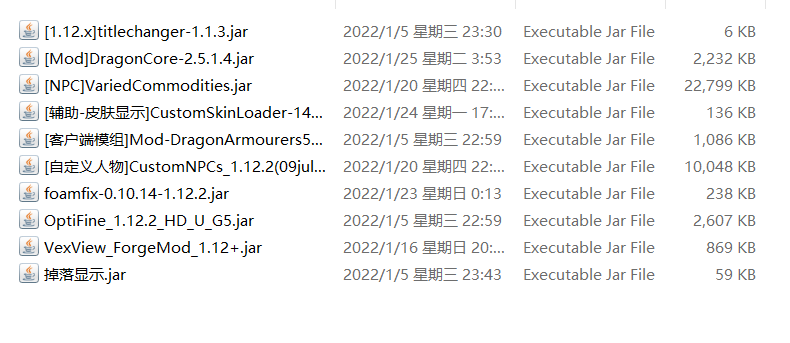 [1.12.x]titlechanger-1.1.3.jar 2022/1/5 星期三 23:30 Executable Jar File 6 KB
[Mod]DragonCore-2.5.1.4.jar 2022/1/25 星期二 3:53 Executable Jar File 2,232 KB
[NPC]VariedCommodities.jar 2022/1/20 星期四 22:... Executable Jar File 22,799 KB
[辅助-皮肤显示]CustomSkinLoader-14... 2022/1/24 星期一 17:... Executable Jar File 136 KB
[客户端模组]Mod-DragonArmourers5... 2022/1/5 星期三 22:59 Executable Jar File 1,086 KB
[自定义人物]CustomNPCs_1.12.2(09jul... 2022/1/20 星期四 22:... Executable Jar File 10,048 KB
foamfix-0.10.14-1.12.2.jar 2022/1/23 星期日 0:13 Executable Jar File 238 KB
OptiFine_1.12.2_HD_U_G5.jar 2022/1/5 星期三 22:59 Executable Jar File 2,607 KB
VexView_ForgeMod_1.12+.jar 2022/1/16 星期日 20:... Executable Jar File 869 KB
掉落显示.jar 2022/1/5 星期三 23:43 Executable Jar File 59 KB